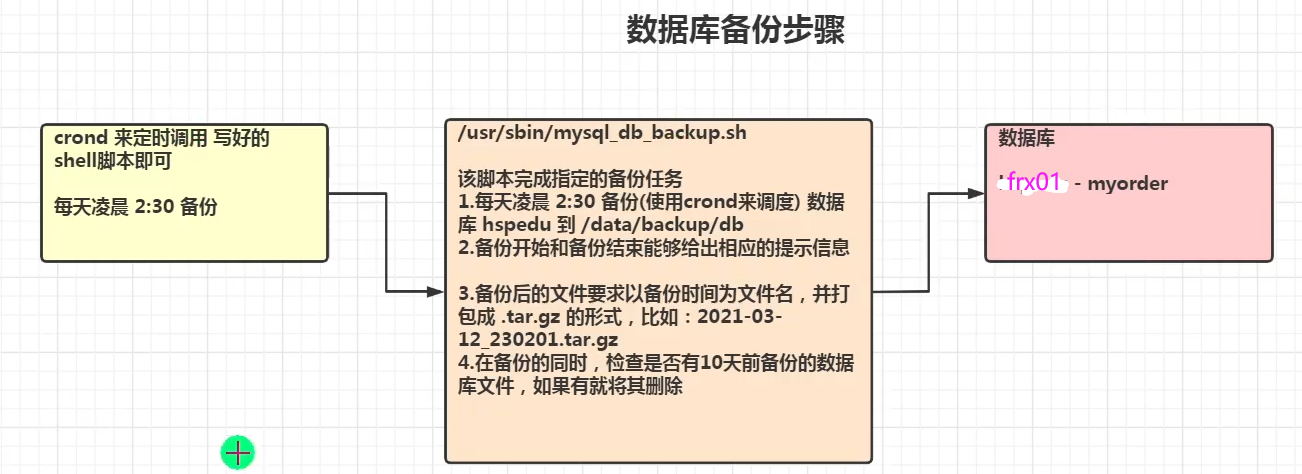 数据库备份步骤
crond 来定时调用 写好的
shell脚本即可
每天凌晨 2:30 备份
/usr/sbin/mysql_db_backup.sh
该脚本完成指定的备份任务
1.每天凌晨 2:30 备份(使用crond来调度) 数据
库 hspedu 到 /data/backup/db
2.备份开始和备份结束能够给出相应的提示信息
3.备份后的文件要求以备份时间为文件名，并打
包成 .tar.gz 的形式，比如：2021-03-
12_230201.tar.gz
4.在备份的同时，检查是否有10天前备份的数据
库文件，如果有就将其删除
数据库
frx01 - myorder